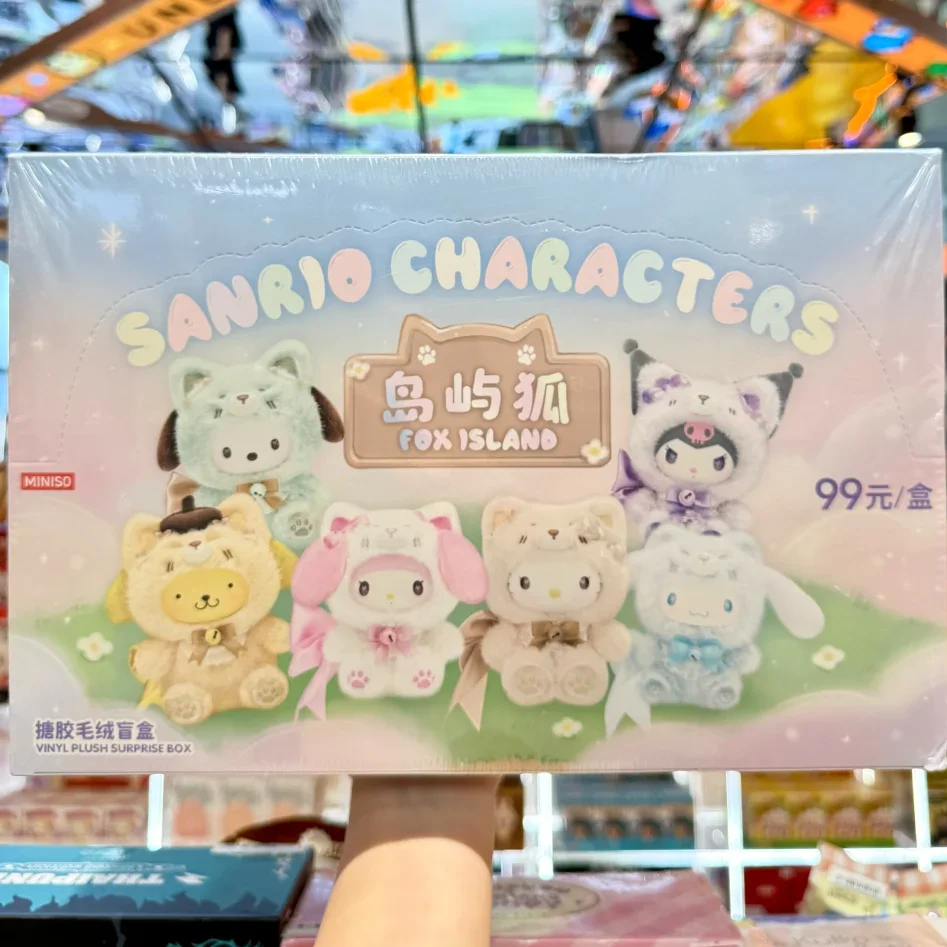 SANRIO CHARACTERS
岛屿狐
FOX ISLAND
MINISO
99元/盒
搪胶毛绒盲盒
VINYL PLUSH SURPRISE BOX